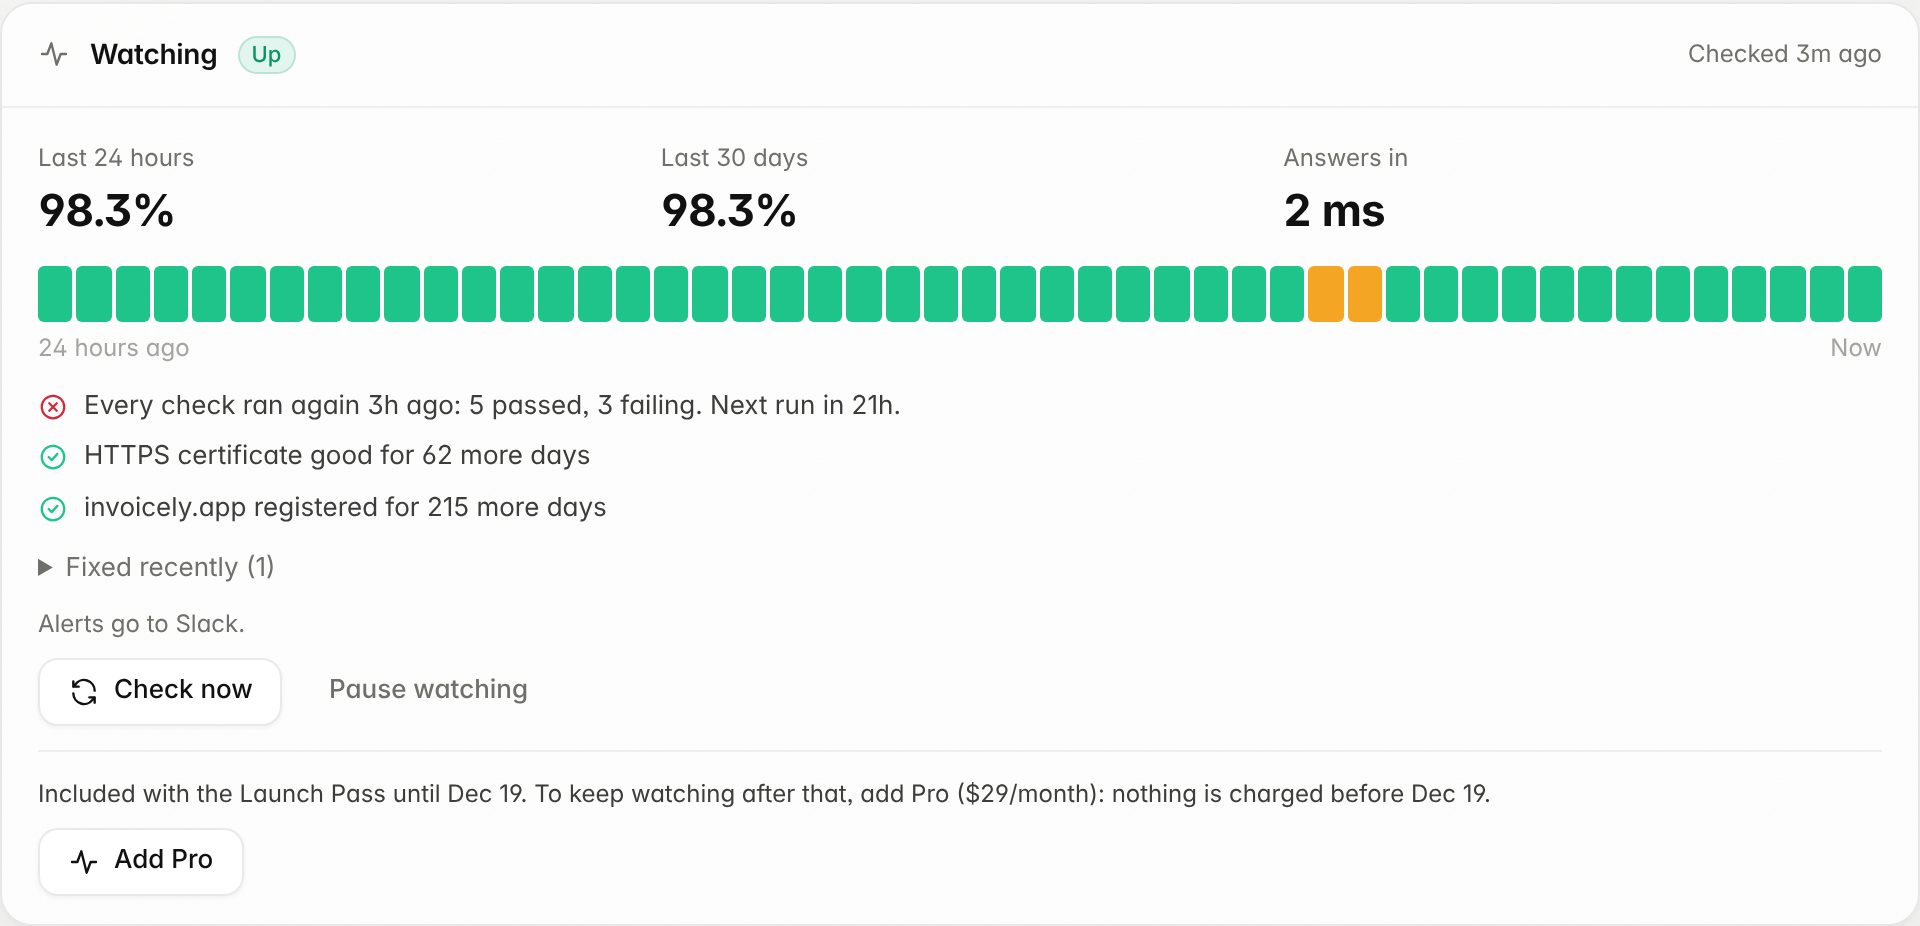 Watching Up
Checked 3m ago
Last 24 hours
98.3%
Last 30 days
98.3%
Answers in
2 ms
24 hours ago
Now
Every check ran again 3h ago: 5 passed, 3 failing. Next run in 21h.
HTTPS certificate good for 62 more days
invoicely.app registered for 215 more days
Fixed recently (1)
Alerts go to Slack.
Check now
Pause watching
Included with the Launch Pass until Dec 19. To keep watching after that, add Pro ($29/month): nothing is charged before Dec 19.
Add Pro